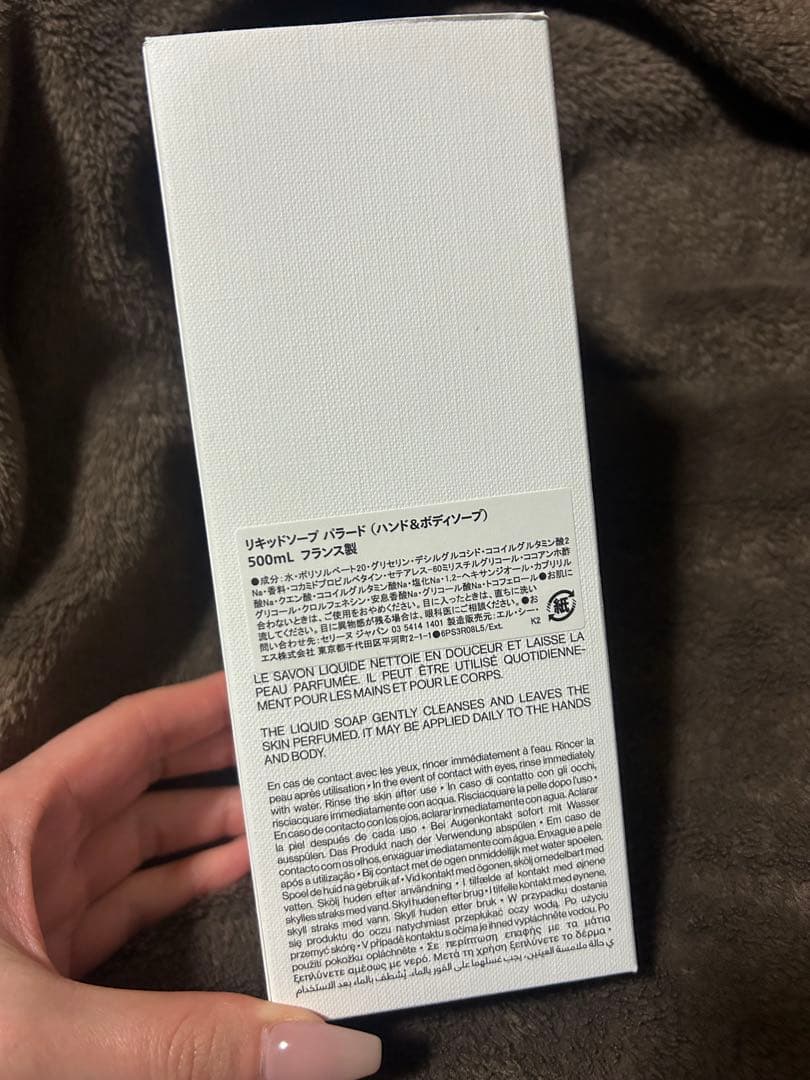 リキッドソープ パラード（ハンド&ボディソープ）
500mL フランス製
●成分：水・ポリソルベート20・グリセリン・デシルグルコシド・ココイルグルタミン酸2
Na・香料・コカミドプロピルベタイン・セテアレス-60ミリスチルグリコール・ココアンホ酢
酸Na・クエン酸・ココイルグルタミン酸Na・塩化Na・1,2-ヘキサンジオール・カプリリル
グリコール・クロルフェネシン・安息香酸Na・グリコール酸Na・トコフェロール●お肌に
合わないときは、ご使用をおやめください。目に入ったときは、直ちに洗い
流してください。目に異物感が残る場合は、眼科医にご相談ください。●お
問い合わせ先：セリーヌ ジャパン 03 5414 1401 製造販売元：エル・シー・
エス株式会社 東京都千代田区平河町2-1-1●6PS3R08L5/Ext.
紙
K2
LE SAVON LIQUIDE NETTOIE EN DOUCEUR ET LAISSE LA
PEAU PARFUMÉE. IL PEUT ÊTRE UTILISÉ QUOTIDIENNE-
MENT POUR LES MAINS ET POUR LE CORPS.
THE LIQUID SOAP GENTLY CLEANSES AND LEAVES THE
SKIN PERFUMED. IT MAY BE APPLIED DAILY TO THE HANDS
AND BODY.
En cas de contact avec les yeux, rincer immédiatement à l'eau. Rincer la
peau après utilisation • In the event of contact with eyes, rinse immediately
with water. Rinse the skin after use • In caso di contatto con gli occhi,
risciacquare immediatamente con acqua. Risciacquare la pelle dopo l'uso •
En caso de contacto con los ojos, aclarar inmediatamente con agua. Aclarar
la piel después de cada uso • Bei Augenkontakt sofort mit Wasser
ausspülen. Das Produkt nach der Verwendung abspülen • Em caso de
contacto com os olhos, enxaguar imediatamente com água. Enxague a pele
após a utilização • Bij contact met de ogen onmiddellijk met water spoelen.
Spoel de huid na gebruik af • Vid kontakt med ögonen, skölj omedelbart med
vatten. Skölj huden efter användning • I tilfælde af kontakt med øjnene
skylles straks med vand. Skyl huden efter brug • I tilfelle kontakt med øynene,
skyll straks med vann. Skyll huden etter bruk • W przypadku dostania
się produktu do oczu natychmiast przepłukać oczy wodą. Po użyciu
przemyć skórę • V případě kontaktu s očima je ihned vypláchněte vodou. Po
použití pokožku opláchněte • Σε περίπτωση επαφής με τα μάτια
ξεπλύνετε αμέσως με νερό. Μετά τη χρήση ξεπλύνετε το δέρμα •
في حالة ملامسة العينين، يجب غسلهما على الفور بالماء. يُشطف بالماء بعد الاستخدام